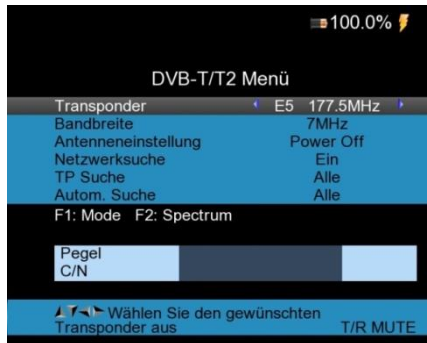 100.0%
DVB-T/T2 Menü
Transponder E5 177.5MHz
Bandbreite 7MHz
Antenneneinstellung Power Off
Netzwerksuche Ein
TP Suche Alle
Autom. Suche Alle
F1: Mode F2: Spectrum
Pegel
C/N
Wählen Sie den gewünschten
Transponder aus T/R MUTE